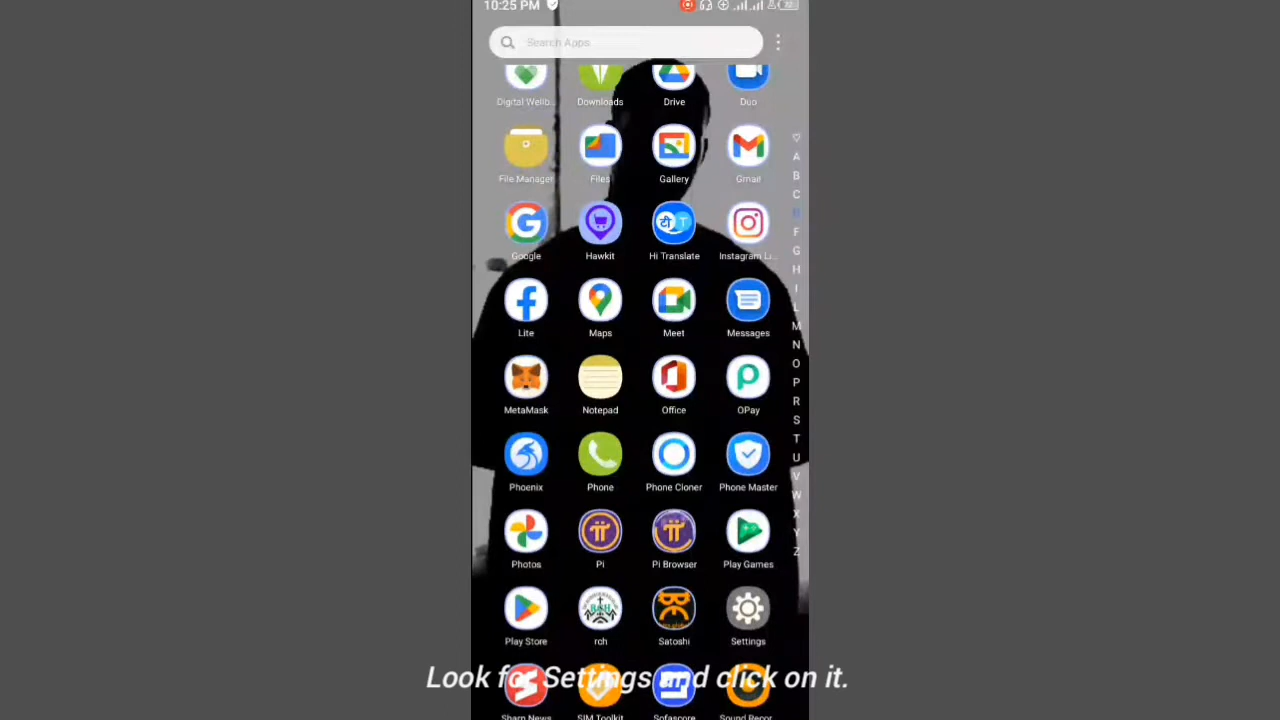 10:25 PM
Search Apps
Digital Wellb... Downloads Drive Duo
File Manager Files Gallery Gmail
Google Hawkit Hi Translate Instagram Li...
Lite Maps Meet Messages
MetaMask Notepad Office OPay
Phoenix Phone Phone Cloner Phone Master
Photos Pi Pi Browser Play Games
Play Store rch Satoshi Settings
Sharp News SIM Toolkit Sofascore Sound Recor...
A
B
C
F
G
H
I
L
M
N
O
P
R
S
T
U
V
W
X
Y
Z
Look for Settings and click on it.